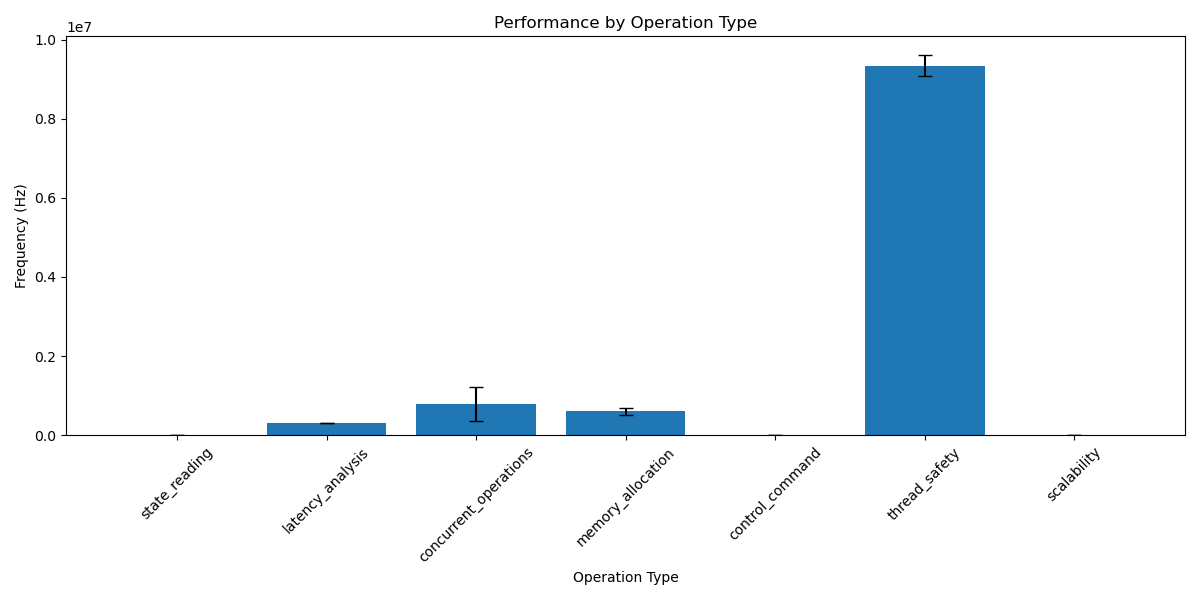 Performance by Operation Type
1e7
1.0
0.8
0.6
0.4
0.2
0.0
Frequency (Hz)
state_reading
latency_analysis
concurrent_operations
memory_allocation
control_command
thread_safety
scalability
Operation Type